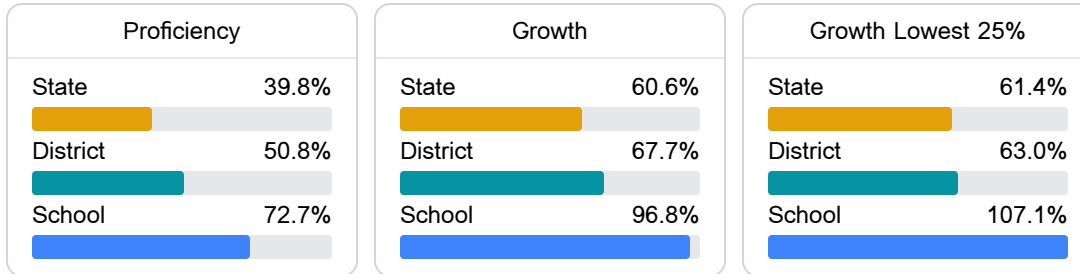 Proficiency
State 39.8%
District 50.8%
School 72.7%
Growth
State 60.6%
District 67.7%
School 96.8%
Growth Lowest 25%
State 61.4%
District 63.0%
School 107.1%